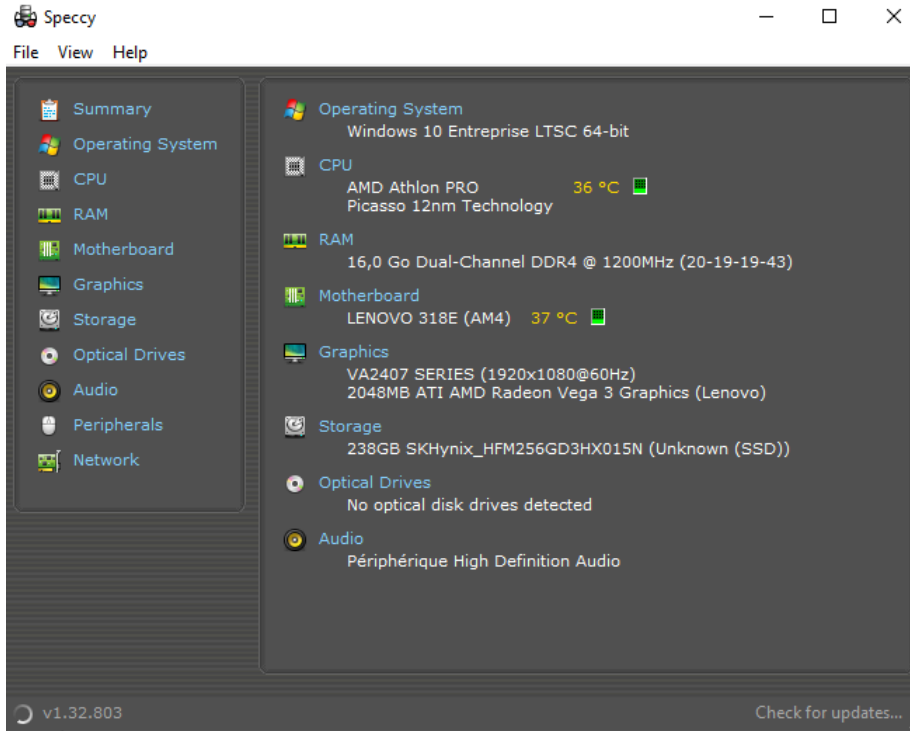 Speccy
File View Help
Summary
Operating System
CPU
RAM
Motherboard
Graphics
Storage
Optical Drives
Audio
Peripherals
Network
Operating System
Windows 10 Entreprise LTSC 64-bit
CPU
AMD Athlon PRO 36 °C
Picasso 12nm Technology
RAM
16,0 Go Dual-Channel DDR4 @ 1200MHz (20-19-19-43)
Motherboard
LENOVO 318E (AM4) 37 °C
Graphics
VA2407 SERIES (1920x1080@60Hz)
2048MB ATI AMD Radeon Vega 3 Graphics (Lenovo)
Storage
238GB SKHynix_HFM256GD3HX015N (Unknown (SSD))
Optical Drives
No optical disk drives detected
Audio
Périphérique High Definition Audio
v1.32.803 Check for updates...